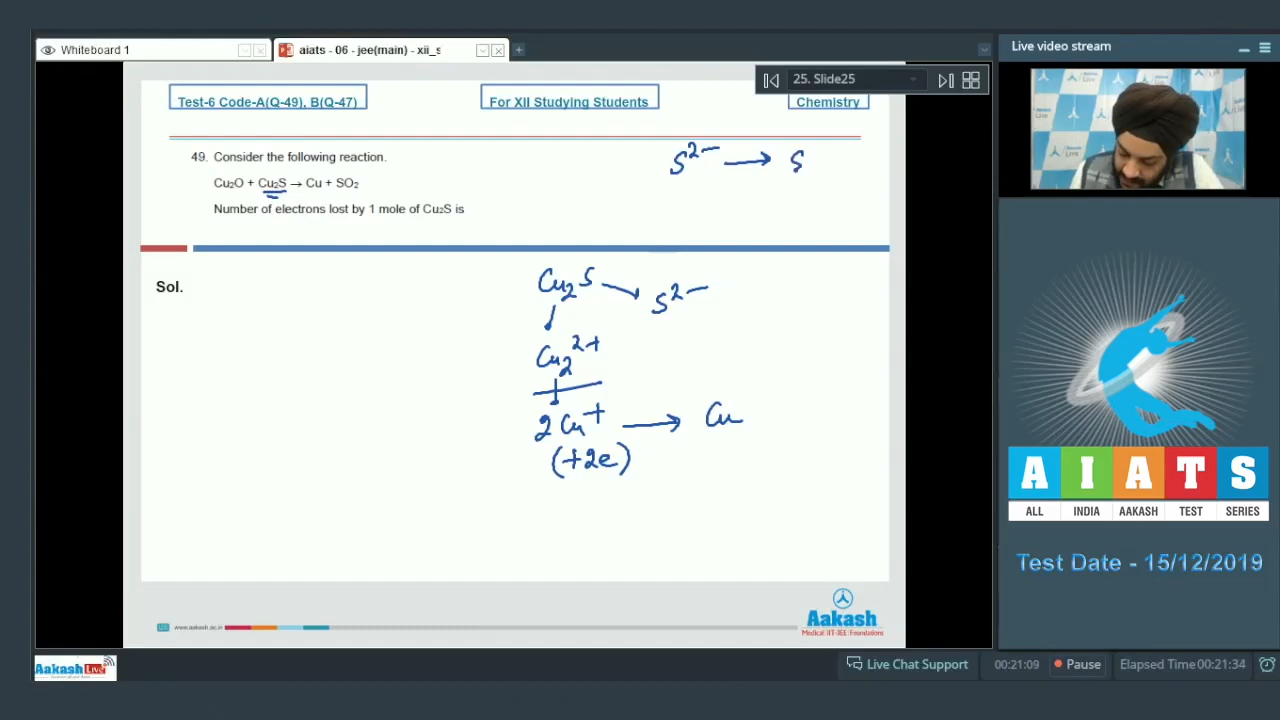 Whiteboard 1
aiats - 06 - jee(main) - xii_s
Live video stream
25. Slide25
Test-6 Code-A(Q-49), B(Q-47)
For XII Studying Students
Chemistry
49. Consider the following reaction.
Cu₂O + Cu₂S → Cu + SO₂
Number of electrons lost by 1 mole of Cu₂S is
S²⁻ → S
Sol.
Cu₂S → S²⁻
Cu₂²⁺
2Cu⁺ → Cu
(+2e)
AIATS
ALL INDIA AAKASH TEST SERIES
Test Date - 15/12/2019
Aakash
Medical | IIT-JEE | Foundations
www.aakash.ac.in
Aakash Live
Live Chat Support
00:21:09
Pause
Elapsed Time 00:21:34